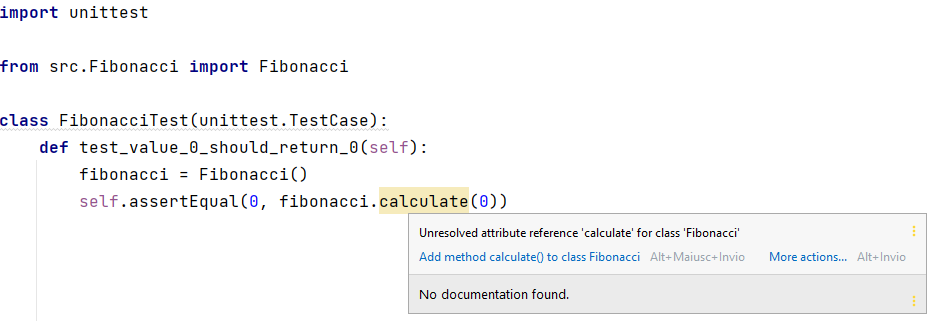 import unittest
from src.Fibonacci import Fibonacci
class FibonacciTest(unittest.TestCase):
def test_value_0_should_return_0(self):
fibonacci = Fibonacci()
self.assertEqual(0, fibonacci.calculate(0))
Unresolved attribute reference 'calculate' for class 'Fibonacci'
Add method calculate() to class Fibonacci Alt+Maiusc+Invio More actions... Alt+Invio
No documentation found.